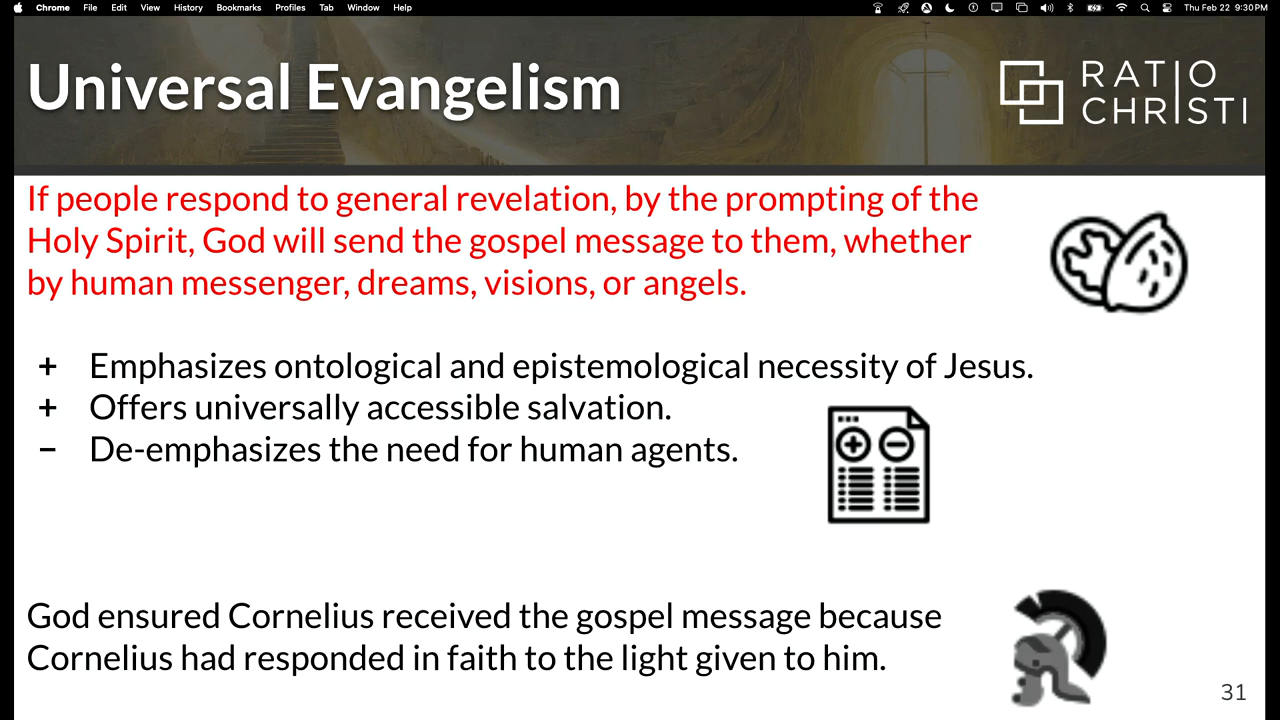 Chrome File Edit View History Bookmarks Profiles Tab Window Help Thu Feb 22 9:30 PM
Universal Evangelism
RATIO
CHRISTI
If people respond to general revelation, by the prompting of the
Holy Spirit, God will send the gospel message to them, whether
by human messenger, dreams, visions, or angels.
+ Emphasizes ontological and epistemological necessity of Jesus.
+ Offers universally accessible salvation.
− De-emphasizes the need for human agents.
God ensured Cornelius received the gospel message because
Cornelius had responded in faith to the light given to him.
31